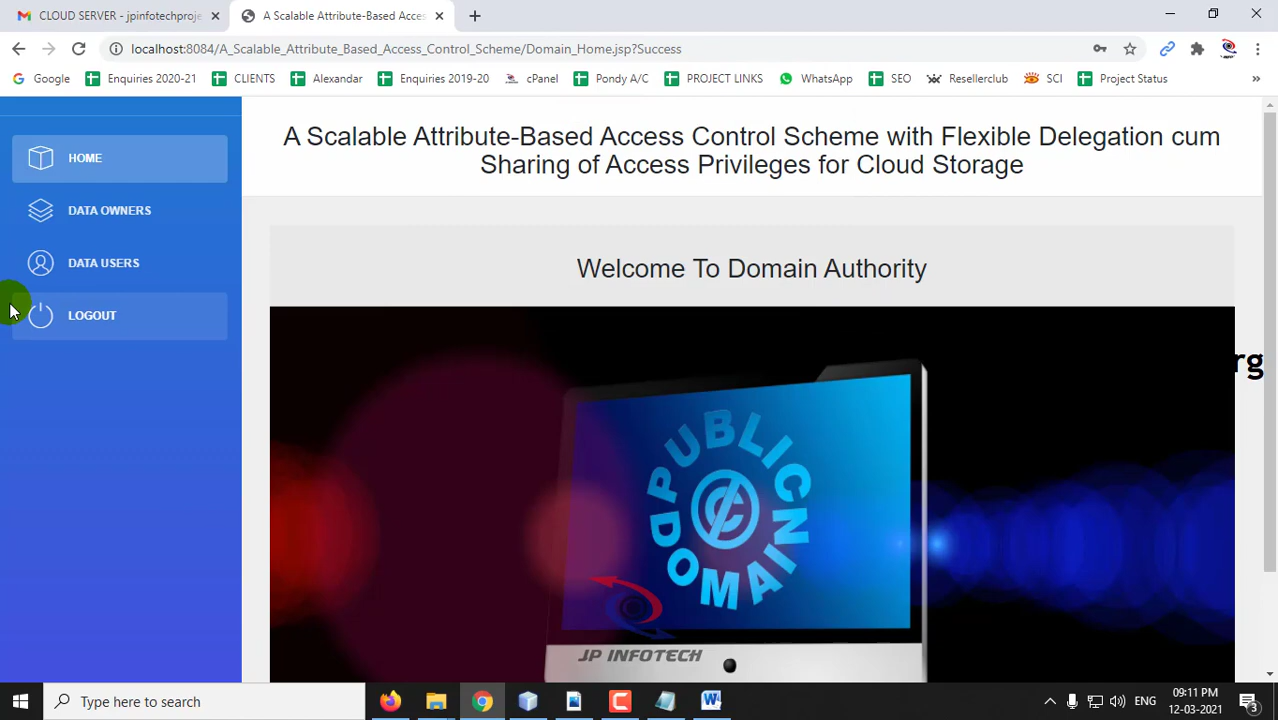 CLOUD SERVER - jpinfotechproje
A Scalable Attribute-Based Acces
localhost:8084/A_Scalable_Attribute_Based_Access_Control_Scheme/Domain_Home.jsp?Success
Google
Enquiries 2020-21
CLIENTS
Alexandar
Enquiries 2019-20
cPanel
Pondy A/C
PROJECT LINKS
WhatsApp
SEO
Resellerclub
SCI
Project Status
»
HOME
DATA OWNERS
DATA USERS
LOGOUT
A Scalable Attribute-Based Access Control Scheme with Flexible Delegation cum
Sharing of Access Privileges for Cloud Storage
Welcome To Domain Authority
rg
PUBLIC
DOMAIN
JP INFOTECH
Type here to search
ENG
09:11 PM
12-03-2021
3